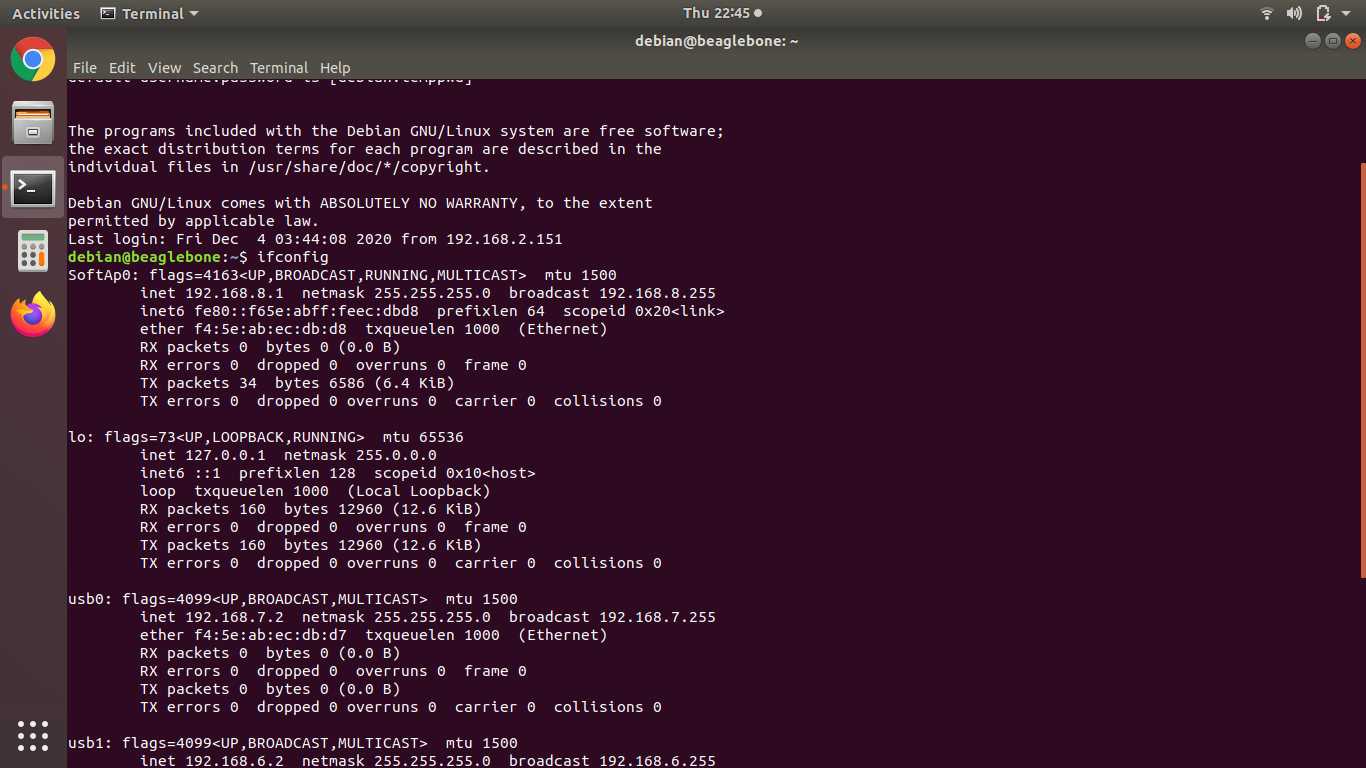 Activities Terminal Thu 22:45
debian@beaglebone: ~
File Edit View Search Terminal Help
default username:password is [debian:temppwd]
The programs included with the Debian GNU/Linux system are free software;
the exact distribution terms for each program are described in the
individual files in /usr/share/doc/*/copyright.
Debian GNU/Linux comes with ABSOLUTELY NO WARRANTY, to the extent
permitted by applicable law.
Last login: Fri Dec  4 03:44:08 2020 from 192.168.2.151
debian@beaglebone:~$ ifconfig
SoftAp0: flags=4163<UP,BROADCAST,RUNNING,MULTICAST>  mtu 1500
        inet 192.168.8.1  netmask 255.255.255.0  broadcast 192.168.8.255
        inet6 fe80::f65e:abff:feec:dbd8  prefixlen 64  scopeid 0x20<link>
        ether f4:5e:ab:ec:db:d8  txqueuelen 1000  (Ethernet)
        RX packets 0  bytes 0 (0.0 B)
        RX errors 0  dropped 0  overruns 0  frame 0
        TX packets 34  bytes 6586 (6.4 KiB)
        TX errors 0  dropped 0 overruns 0  carrier 0  collisions 0
lo: flags=73<UP,LOOPBACK,RUNNING>  mtu 65536
        inet 127.0.0.1  netmask 255.0.0.0
        inet6 ::1  prefixlen 128  scopeid 0x10<host>
        loop  txqueuelen 1000  (Local Loopback)
        RX packets 160  bytes 12960 (12.6 KiB)
        RX errors 0  dropped 0  overruns 0  frame 0
        TX packets 160  bytes 12960 (12.6 KiB)
        TX errors 0  dropped 0 overruns 0  carrier 0  collisions 0
usb0: flags=4099<UP,BROADCAST,MULTICAST>  mtu 1500
        inet 192.168.7.2  netmask 255.255.255.0  broadcast 192.168.7.255
        ether f4:5e:ab:ec:db:d7  txqueuelen 1000  (Ethernet)
        RX packets 0  bytes 0 (0.0 B)
        RX errors 0  dropped 0  overruns 0  frame 0
        TX packets 0  bytes 0 (0.0 B)
        TX errors 0  dropped 0 overruns 0  carrier 0  collisions 0
usb1: flags=4099<UP,BROADCAST,MULTICAST>  mtu 1500
        inet 192.168.6.2  netmask 255.255.255.0  broadcast 192.168.6.255